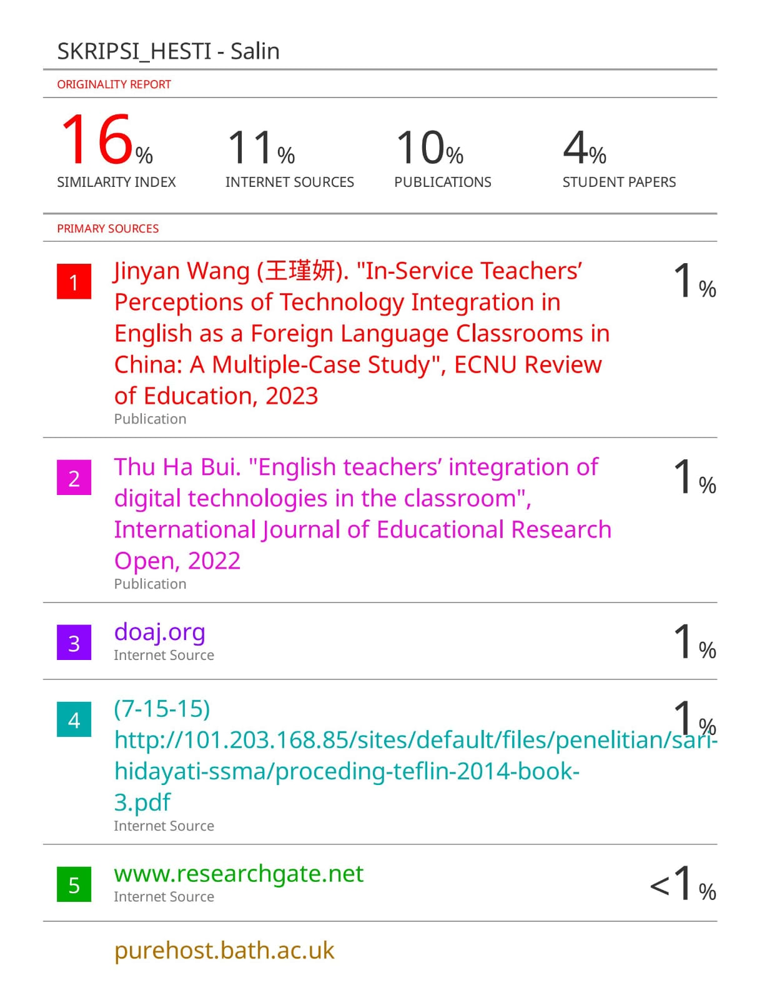 SKRIPSI_HESTI - Salin
ORIGINALITY REPORT
16% 11% 10% 4%
SIMILARITY INDEX INTERNET SOURCES PUBLICATIONS STUDENT PAPERS
PRIMARY SOURCES
1 Jinyan Wang (王瑾妍). "In-Service Teachers’ 1%
Perceptions of Technology Integration in
English as a Foreign Language Classrooms in
China: A Multiple-Case Study", ECNU Review
of Education, 2023
Publication
2 Thu Ha Bui. "English teachers’ integration of 1%
digital technologies in the classroom",
International Journal of Educational Research
Open, 2022
Publication
3 doaj.org 1%
Internet Source
4 (7-15-15) 1%
http://101.203.168.85/sites/default/files/penelitian/sari-
hidayati-ssma/proceding-teflin-2014-book-
3.pdf
Internet Source
5 www.researchgate.net <1%
Internet Source
purehost.bath.ac.uk